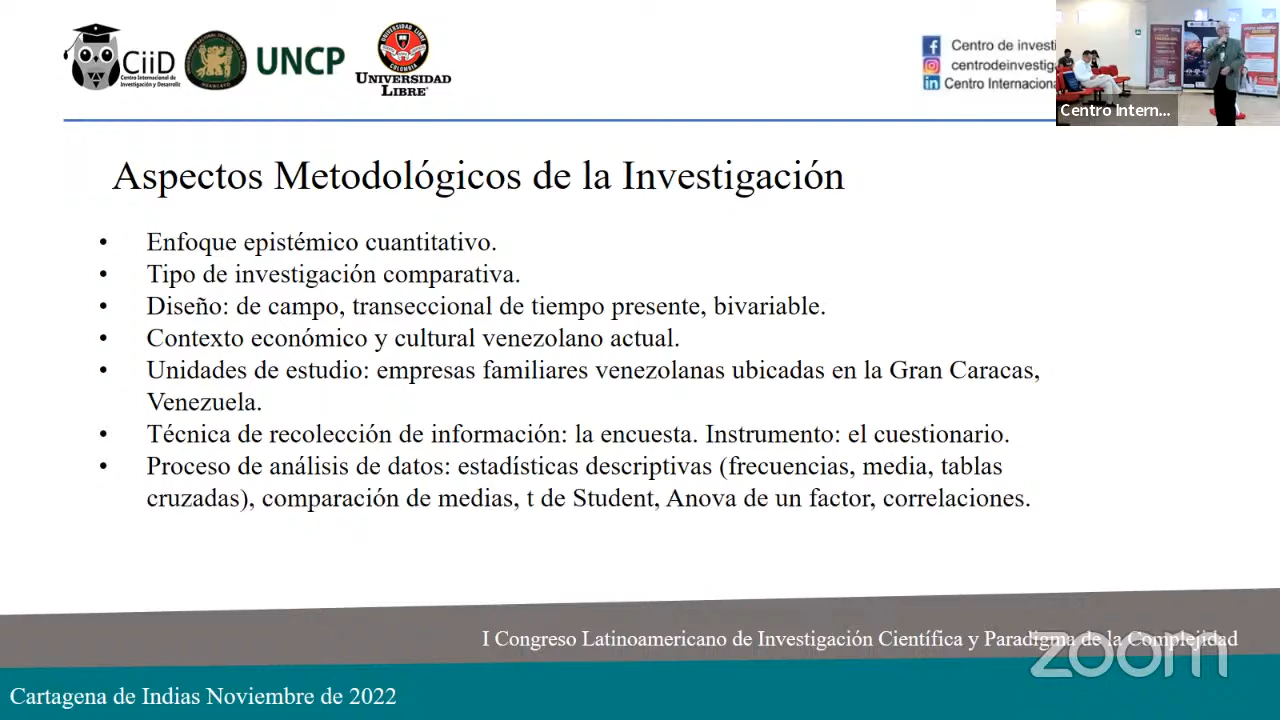 CiiD
Centro Internacional de
Investigación y Desarrollo
UNCP
UNIVERSIDAD
LIBRE
Centro de investi
centrodeinvestiga
Centro Internaciona
Centro Intern...
Aspectos Metodológicos de la Investigación
• Enfoque epistémico cuantitativo.
• Tipo de investigación comparativa.
• Diseño: de campo, transeccional de tiempo presente, bivariable.
• Contexto económico y cultural venezolano actual.
• Unidades de estudio: empresas familiares venezolanas ubicadas en la Gran Caracas,
Venezuela.
• Técnica de recolección de información: la encuesta. Instrumento: el cuestionario.
• Proceso de análisis de datos: estadísticas descriptivas (frecuencias, media, tablas
cruzadas), comparación de medias, t de Student, Anova de un factor, correlaciones.
I Congreso Latinoamericano de Investigación Científica y Paradigma de la Complejidad
zoom
Cartagena de Indias Noviembre de 2022